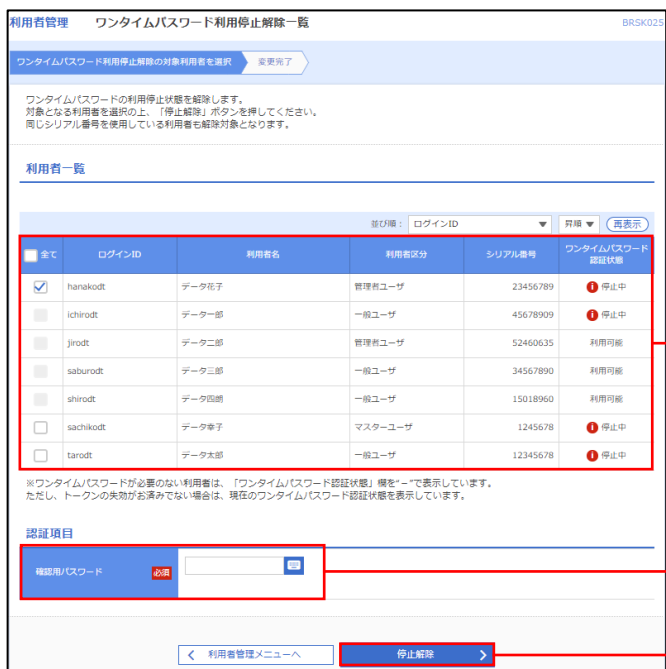 利用者管理 ワンタイムパスワード利用停止解除一覧 BRSK025
ワンタイムパスワード利用停止解除の対象利用者を選択 変更完了
ワンタイムパスワードの利用停止状態を解除します。
対象となる利用者を選択の上、「停止解除」ボタンを押してください。
同じシリアル番号を使用している利用者も解除対象となります。
利用者一覧
並び順： ログインID ▼ 昇順 ▼ 再表示
全て ログインID 利用者名 利用者区分 シリアル番号 ワンタイムパスワード
認証状態
hanakodt データ花子 管理者ユーザ 23456789 停止中
ichirodt データ一郎 一般ユーザ 45678909 停止中
jirodt データ二郎 管理者ユーザ 52460635 利用可能
saburodt データ三郎 一般ユーザ 34567890 利用可能
shirodt データ四朗 一般ユーザ 15018960 利用可能
sachikodt データ幸子 マスターユーザ 1245678 停止中
tarodt データ太郎 一般ユーザ 12345678 停止中
※ワンタイムパスワードが必要のない利用者は、「ワンタイムパスワード認証状態」欄を"－"で表示しています。
ただし、トークンの失効がお済みでない場合は、現在のワンタイムパスワード認証状態を表示しています。
認証項目
確認用パスワード 必須
利用者管理メニューへ 停止解除